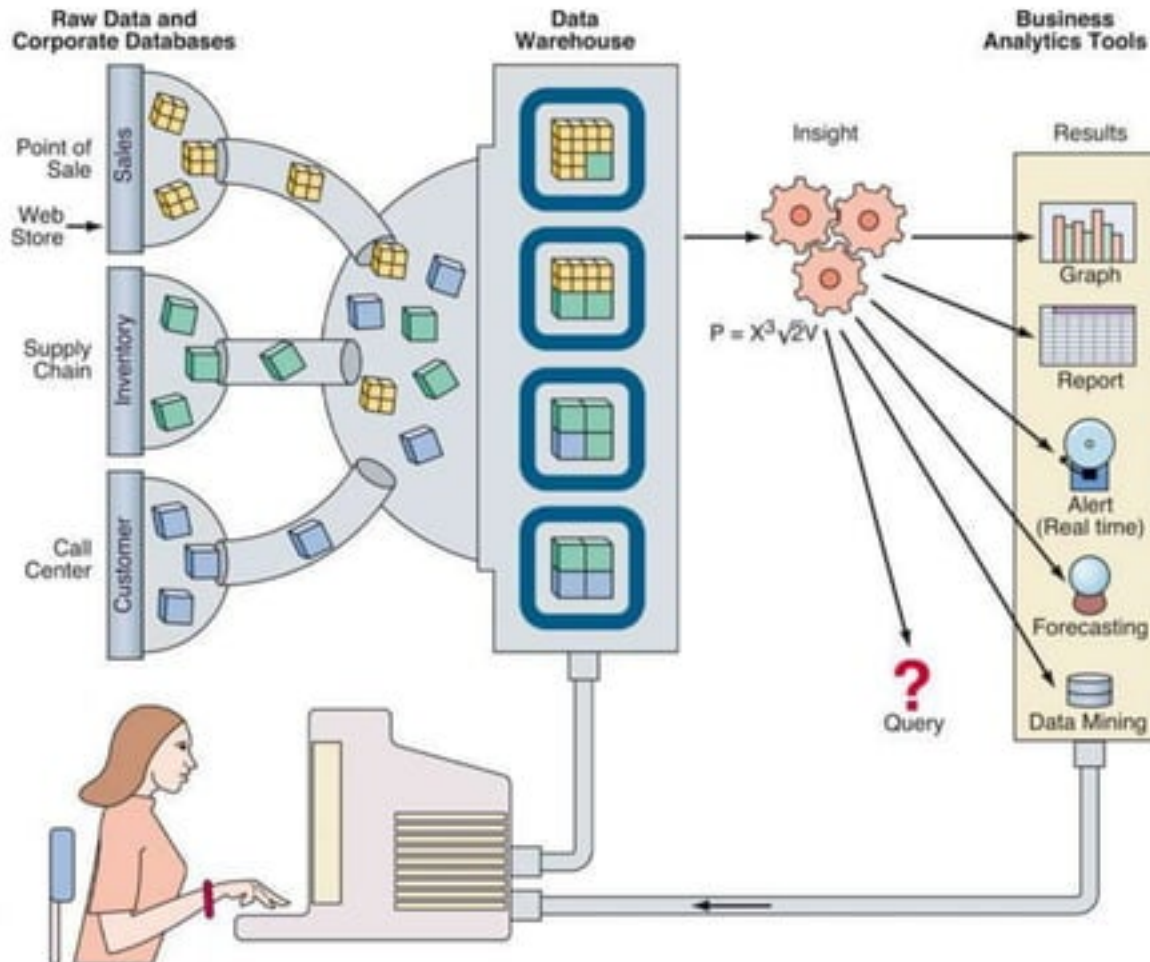 Raw Data and
Corporate Databases
Data
Warehouse
Business
Analytics Tools
Point of
Sale
Web
Store
Sales
Supply
Chain
Inventory
Call
Center
Customer
Insight
P = X³√2V
Results
Graph
Report
Alert
(Real time)
Forecasting
Data Mining
?
Query